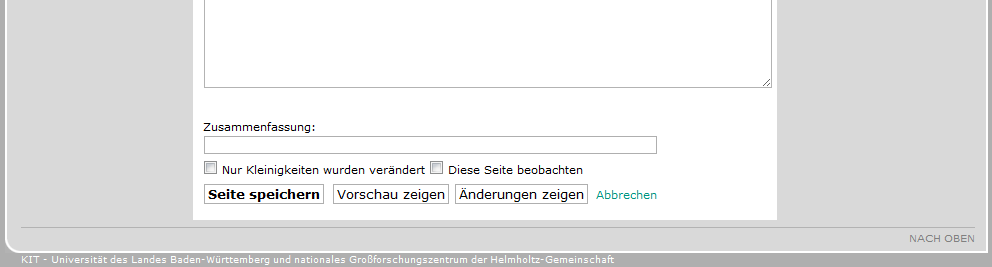 Zusammenfassung:
Nur Kleinigkeiten wurden verändert Diese Seite beobachten
Seite speichern Vorschau zeigen Änderungen zeigen Abbrechen
NACH OBEN
KIT - Universität des Landes Baden-Württemberg und nationales Großforschungszentrum der Helmholtz-Gemeinschaft